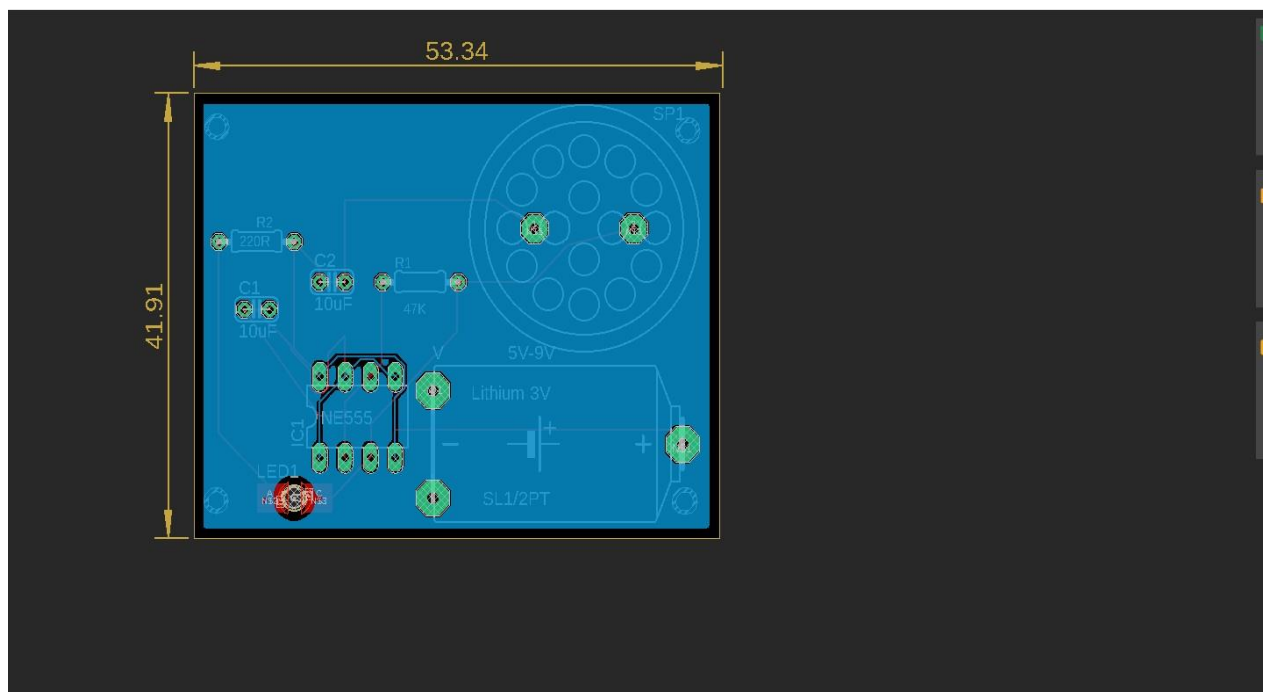 53.34
41.91
SP1
R2
220R
C2
10uF
R1
47K
C1
10uF
V
5V-9V
Lithium 3V
NE555
IC1
− + +
LED1
SL1/2PT
A C